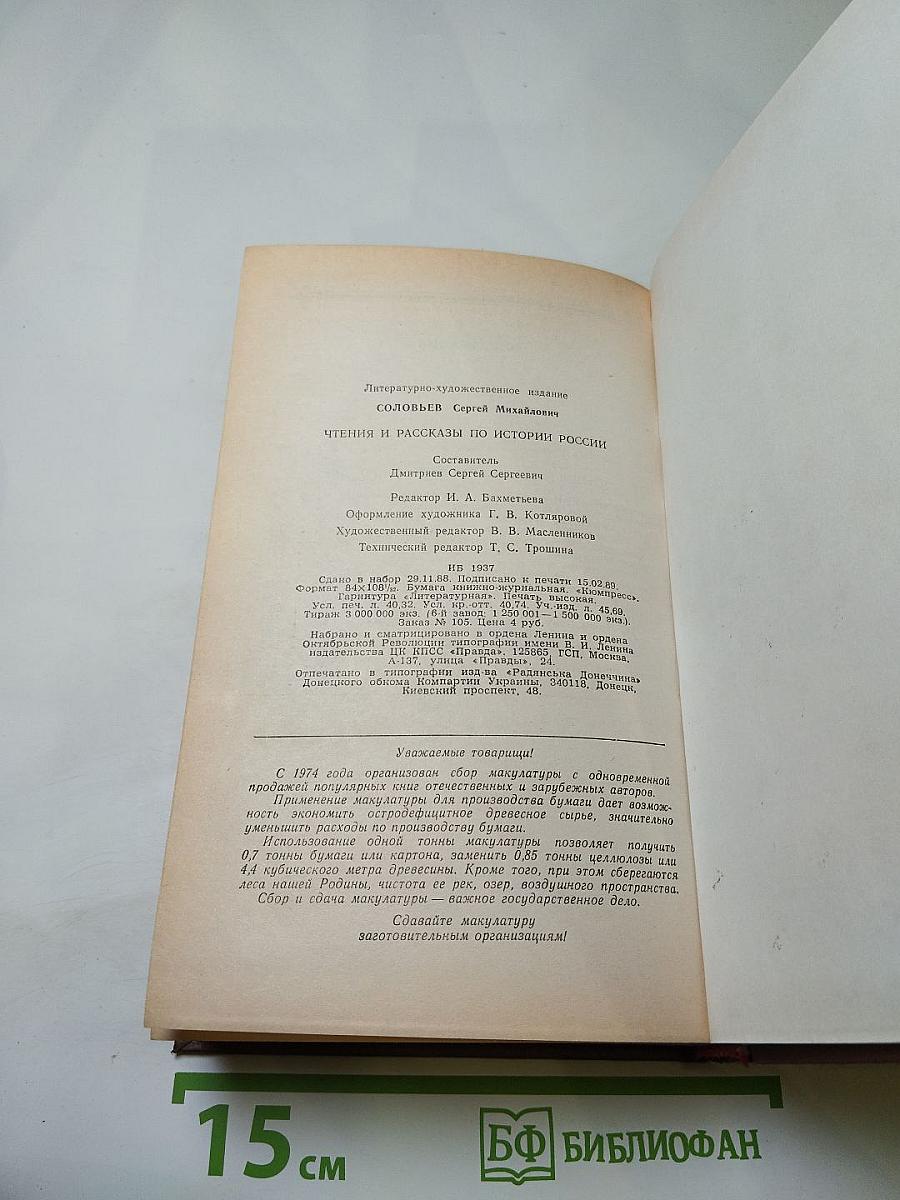 Литературно-художественное издание
СОЛОВЬЕВ Сергей Михайлович
ЧТЕНИЯ И РАССКАЗЫ ПО ИСТОРИИ РОССИИ
Составитель
Дмитриев Сергей Сергеевич
Редактор И. А. Бахметьева
Оформление художника Г. В. Котляровой
Художественный редактор В. В. Масленников
Технический редактор Т. С. Трошина
ИБ 1937
Сдано в набор 29.11.88. Подписано к печати 15.02.89.
Формат 84×108¹/₃₂. Бумага книжно-журнальная. «Кюмпресс».
Гарнитура «Литературная». Печать высокая.
Усл. печ. л. 40,32. Усл. кр.-отт. 40,74. Уч.-изд. л. 45,69.
Тираж 3 000 000 экз. (6-й завод: 1 250 001—1 500 000 экз.).
Заказ № 105. Цена 4 руб.
Набрано и сматрицировано в ордена Ленина и ордена
Октябрьской Революции типографии имени В. И. Ленина
издательства ЦК КПСС «Правда», 125865, ГСП, Москва,
А-137, улица «Правды», 24.
Отпечатано в типографии изд-ва «Радянська Донеччина»
Донецкого обкома Компартии Украины, 340118, Донецк,
Киевский проспект, 48.
Уважаемые товарищи!
С 1974 года организован сбор макулатуры с одновременной
продажей популярных книг отечественных и зарубежных авторов.
Применение макулатуры для производства бумаги дает возмож-
ность экономить остродефицитное древесное сырье, значительно
уменьшить расходы по производству бумаги.
Использование одной тонны макулатуры позволяет получить
0,7 тонны бумаги или картона, заменить 0,85 тонны целлюлозы или
4,4 кубического метра древесины. Кроме того, при этом сберегаются
леса нашей Родины, чистота ее рек, озер, воздушного пространства.
Сбор и сдача макулатуры — важное государственное дело.
Сдавайте макулатуру
заготовительным организациям!
15 см
БФ БИБЛИОФАН